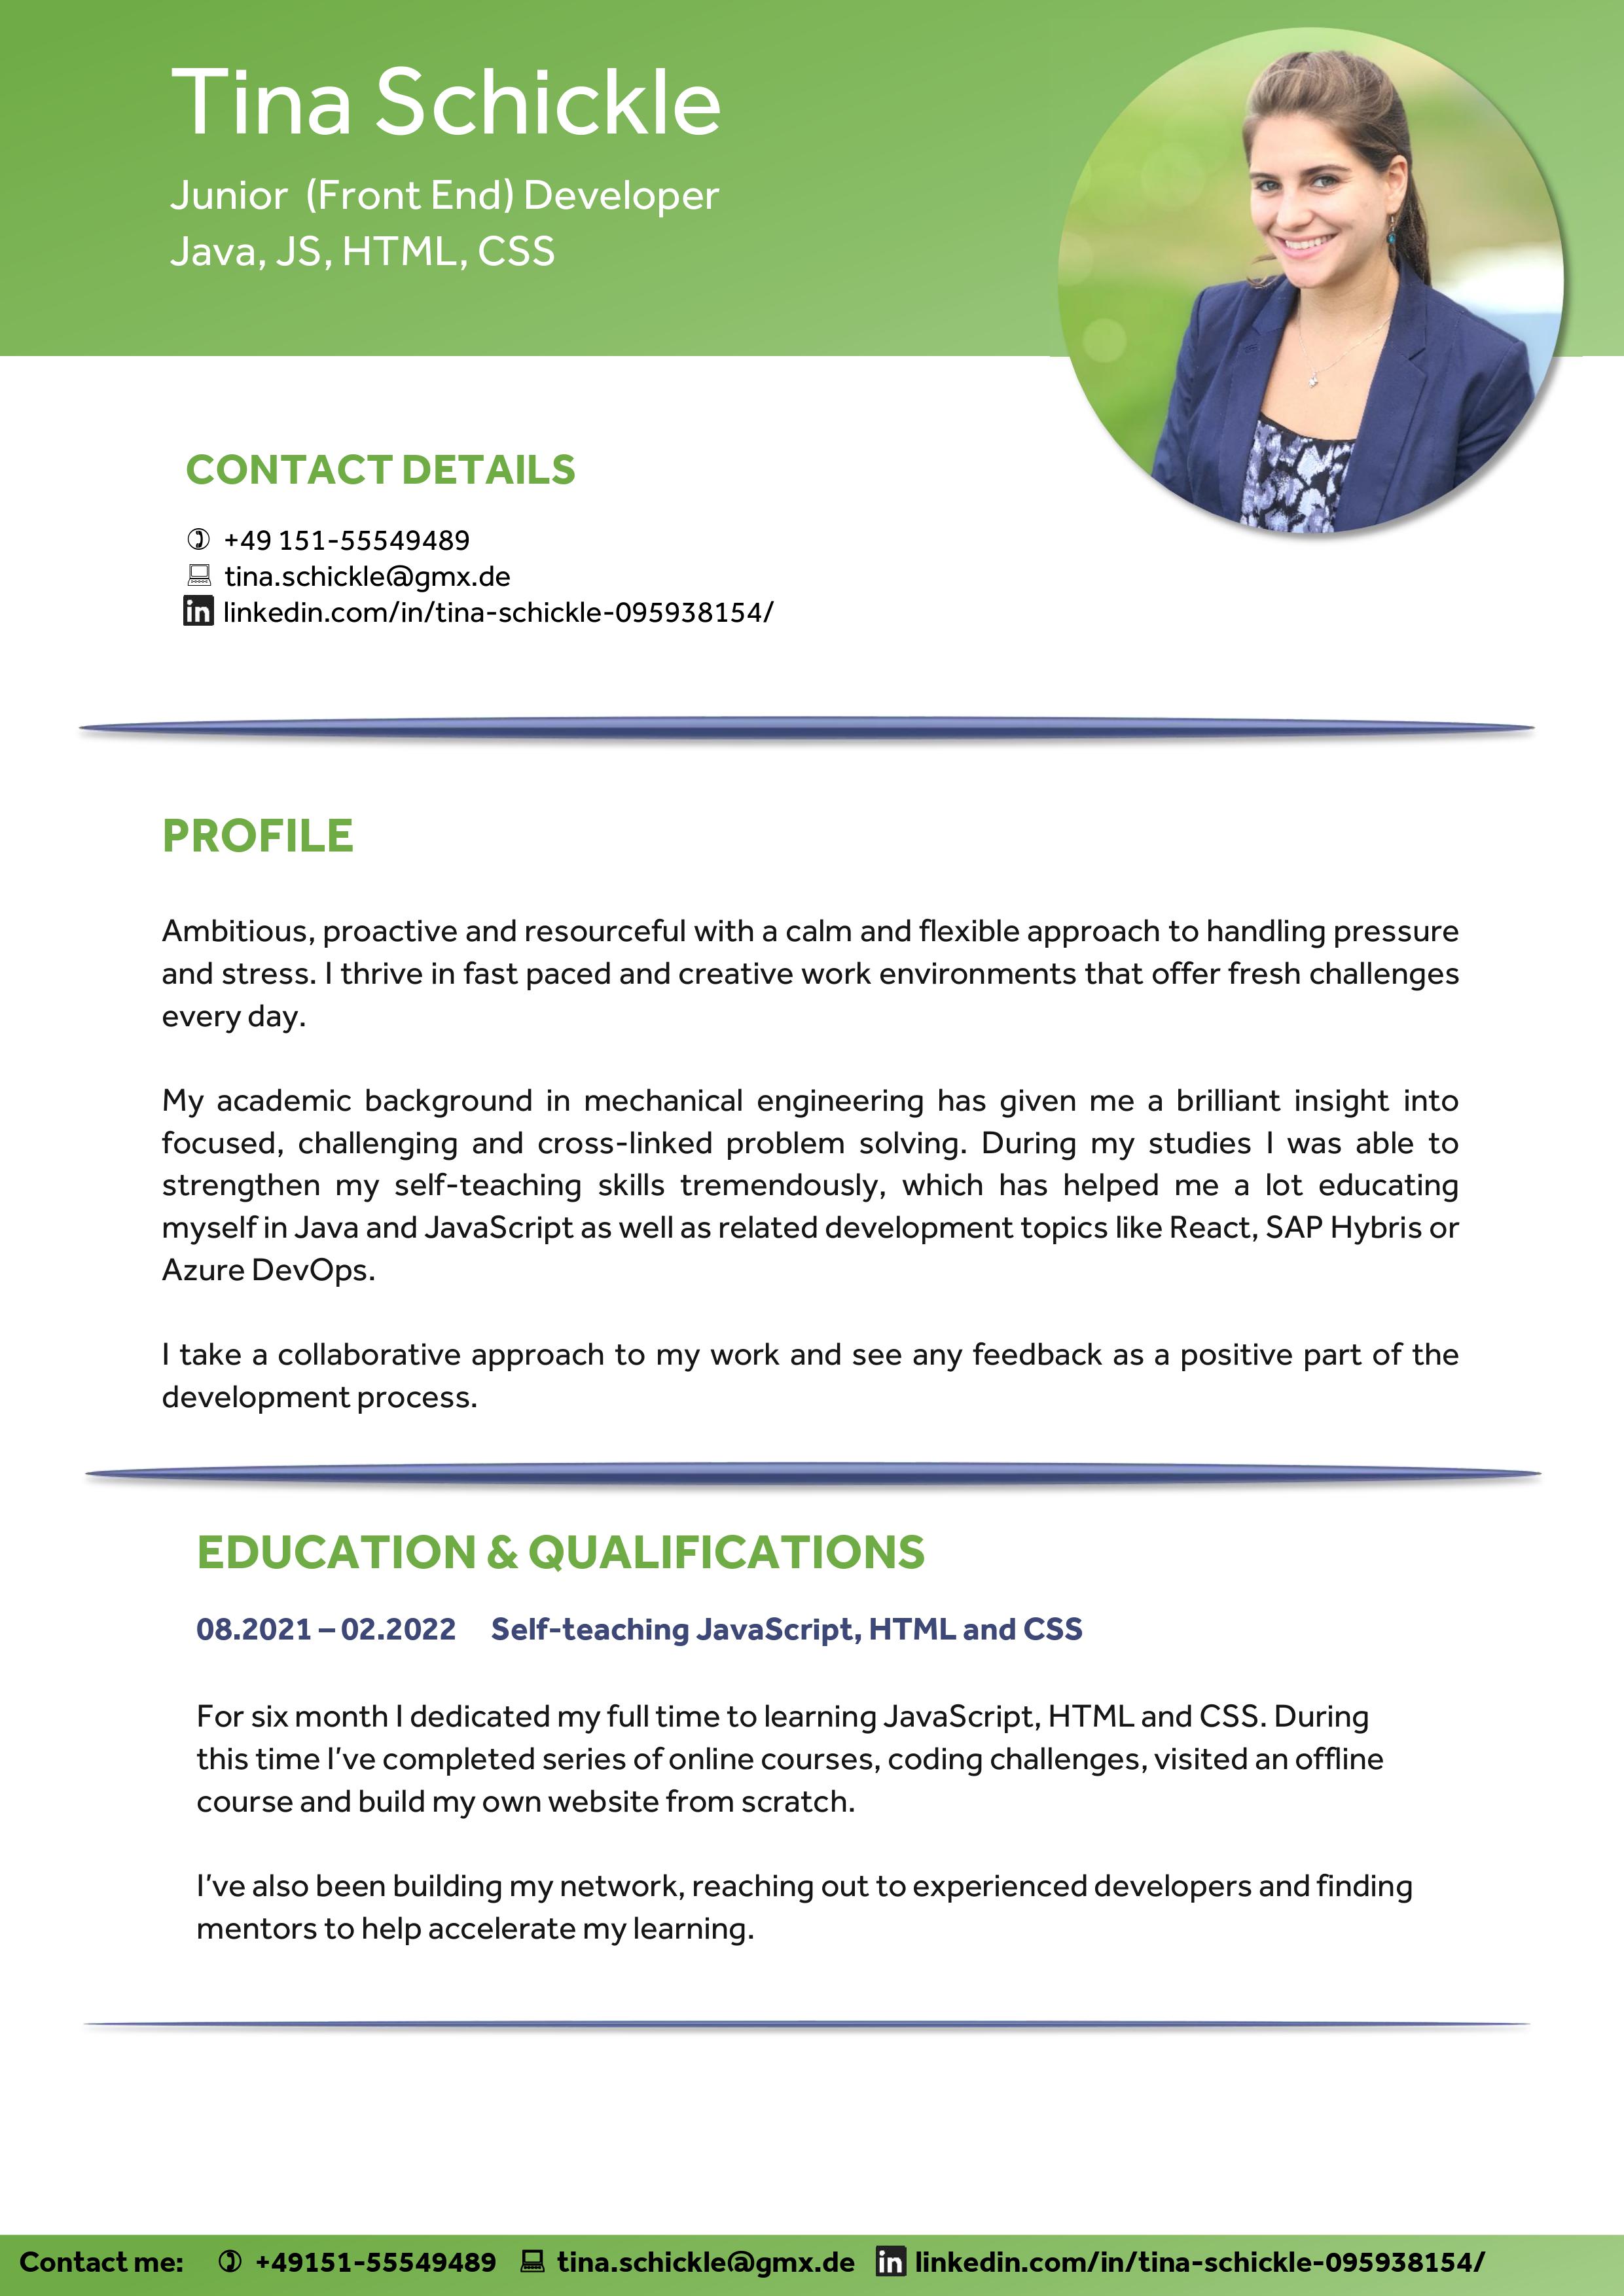 Tina Schickle
Junior (Front End) Developer
Java, JS, HTML, CSS
CONTACT DETAILS
+49 151-55549489
tina.schickle@gmx.de
in linkedin.com/in/tina-schickle-095938154/
PROFILE
Ambitious, proactive and resourceful with a calm and flexible approach to handling pressure
and stress. I thrive in fast paced and creative work environments that offer fresh challenges
every day.
My academic background in mechanical engineering has given me a brilliant insight into
focused, challenging and cross-linked problem solving. During my studies I was able to
strengthen my self-teaching skills tremendously, which has helped me a lot educating
myself in Java and JavaScript as well as related development topics like React, SAP Hybris or
Azure DevOps.
I take a collaborative approach to my work and see any feedback as a positive part of the
development process.
EDUCATION & QUALIFICATIONS
08.2021 – 02.2022 Self-teaching JavaScript, HTML and CSS
For six month I dedicated my full time to learning JavaScript, HTML and CSS. During
this time I’ve completed series of online courses, coding challenges, visited an offline
course and build my own website from scratch.
I’ve also been building my network, reaching out to experienced developers and finding
mentors to help accelerate my learning.
Contact me: +49151-55549489 tina.schickle@gmx.de in linkedin.com/in/tina-schickle-095938154/